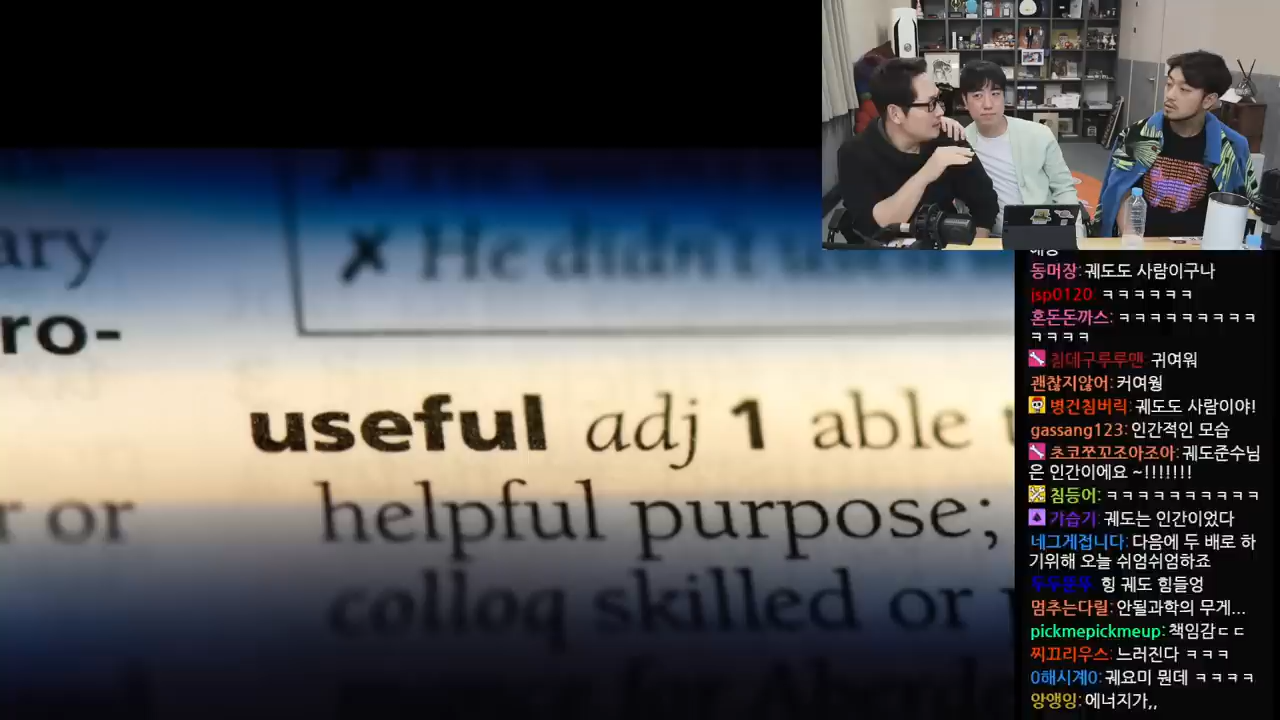 ary
ro-
r or
✗ He didn't
useful adj 1 able
helpful purpose;
colloq skilled or
동머장: 궤도도 사람이구나
jsp0120: ㅋㅋㅋㅋㅋㅋ
혼돈돈까스: ㅋㅋㅋㅋㅋㅋㅋㅋㅋ
ㅋㅋㅋㅋ
침데구루루맨: 귀여워
괜찮지않어: 커여웡
병건침버릭: 궤도도 사람이야!
gassang123: 인간적인 모습
초코쪼꼬조아조아: 궤도준수님
은 인간이에요 ~!!!!!!!
침등어: ㅋㅋㅋㅋㅋㅋㅋㅋㅋㅋ
가습기: 궤도는 인간이었다
네그게접니다: 다음에 두 배로 하
기위해 오늘 쉬엄쉬엄하죠
두두뿐뚜: 힝 궤도 힘들엉
멈추는다릴: 안될과학의 무게...
pickmepickmeup: 책임감ㄷㄷ
찌끄리우스: 느러진다 ㅋㅋㅋ
0해시계0: 궤요미 뭔데 ㅋㅋㅋㅋ
앙앵잉: 에너지가,,